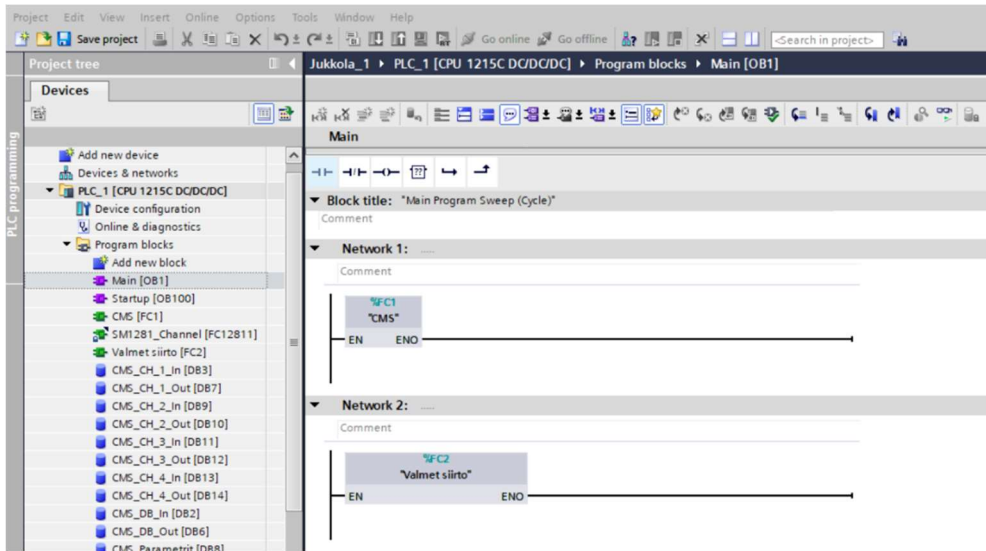 Project Edit View Insert Online Options Tools Window Help
Save project Go online Go offline <Search in project>
Project tree
Jukkola_1 PLC_1 [CPU 1215C DC/DC/DC] Program blocks Main [OB1]
Devices
PLC programming
Add new device
Devices & networks
PLC_1 [CPU 1215C DC/DC/DC]
Device configuration
Online & diagnostics
Program blocks
Add new block
Main [OB1]
Startup [OB100]
CMS [FC1]
SM1281_Channel [FC12811]
Valmet siirto [FC2]
CMS_CH_1_In [DB3]
CMS_CH_1_Out [DB7]
CMS_CH_2_In [DB9]
CMS_CH_2_Out [DB10]
CMS_CH_3_In [DB11]
CMS_CH_3_Out [DB12]
CMS_CH_4_In [DB13]
CMS_CH_4_Out [DB14]
CMS_DB_In [DB2]
CMS_DB_Out [DB6]
CMS_Parametrit [DB8]
Main
??
Block title: "Main Program Sweep (Cycle)"
Comment
Network 1: .....
Comment
%FC1
"CMS"
EN ENO
Network 2: .....
Comment
%FC2
"Valmet siirto"
EN ENO